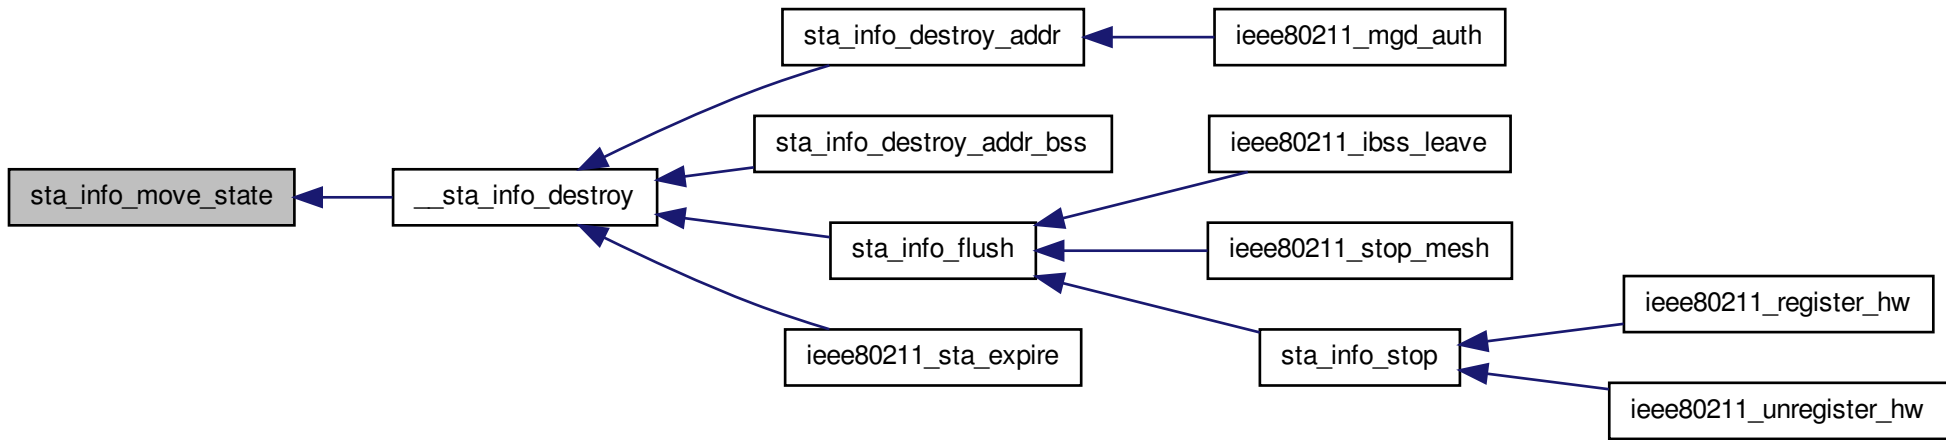 sta_info_destroy_addr
ieee80211_mgd_auth
sta_info_destroy_addr_bss
ieee80211_ibss_leave
sta_info_move_state
__sta_info_destroy
sta_info_flush
ieee80211_stop_mesh
ieee80211_register_hw
ieee80211_sta_expire
sta_info_stop
ieee80211_unregister_hw